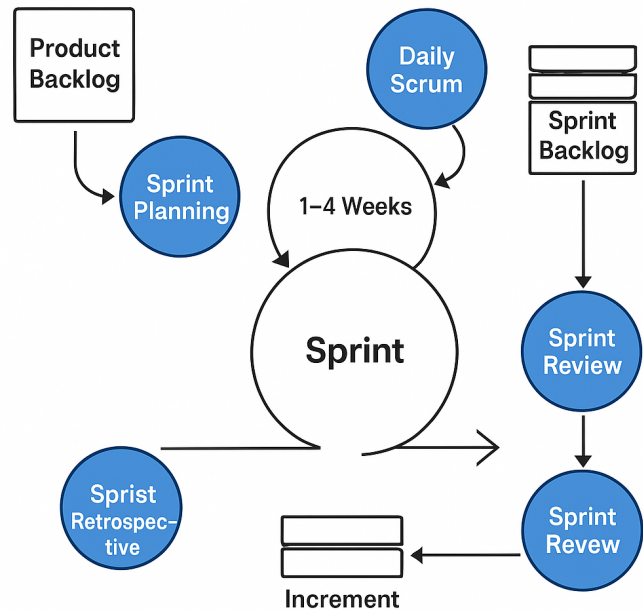 Product
Backlog
Daily
Scrum
Sprint
Backlog
Sprint
Planning
1–4 Weeks
Sprint
Sprint
Review
Sprist
Retrospec-
tive
Sprint
Revew
Increment